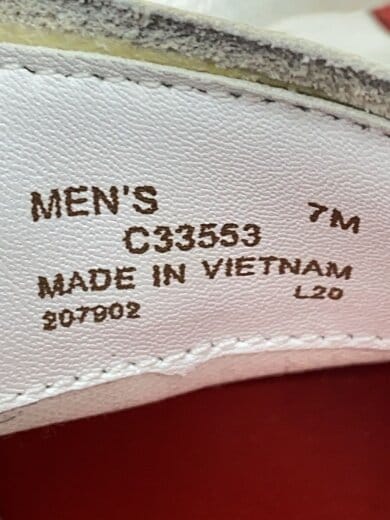 MEN'S 7M
C33553
MADE IN VIETNAM
207902 L20